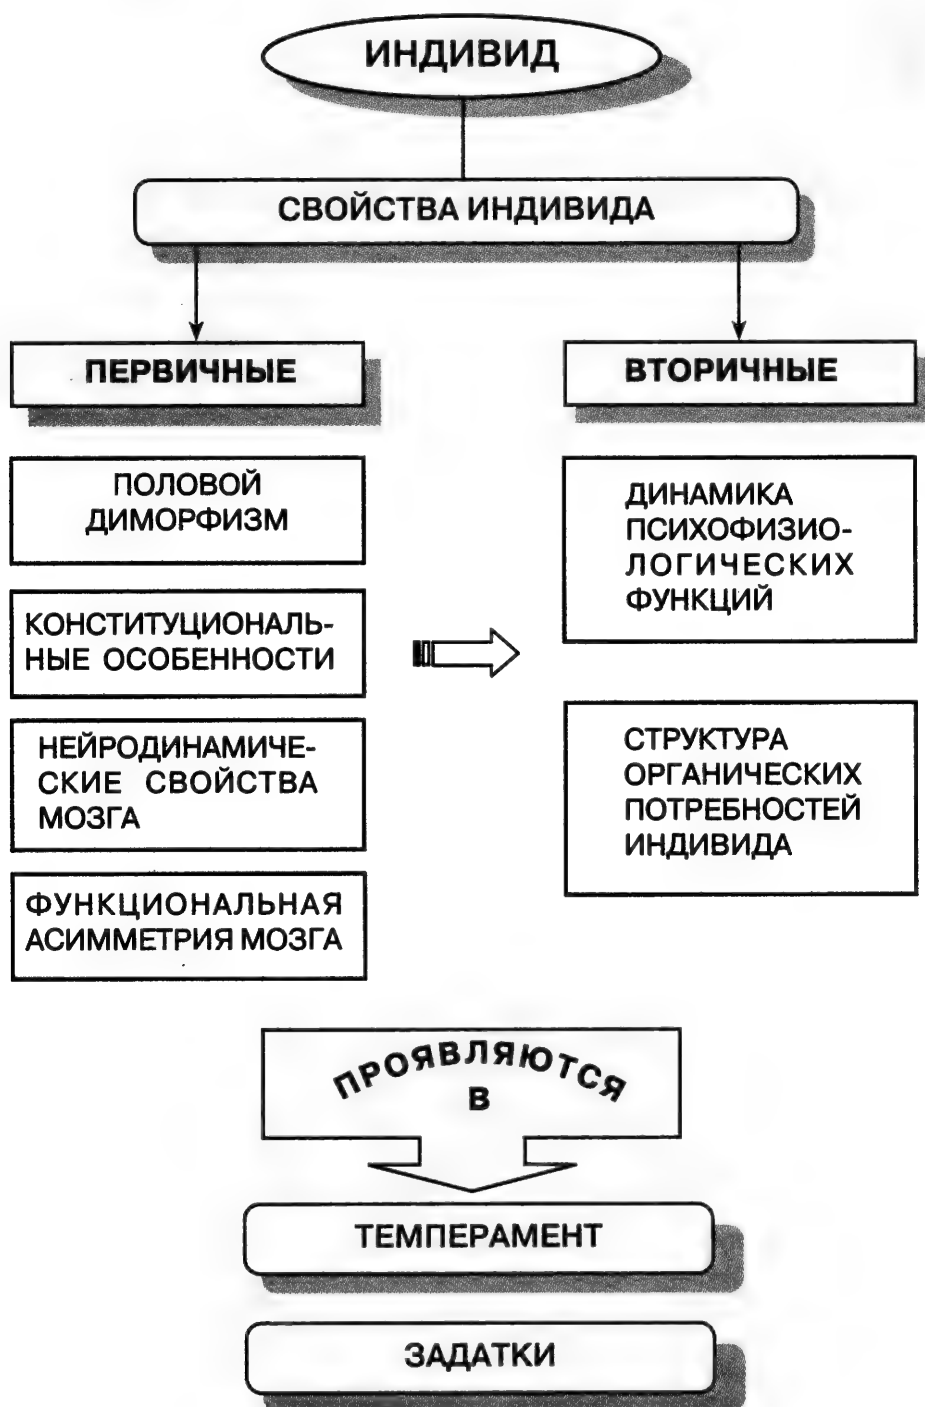 ИНДИВИД
СВОЙСТВА ИНДИВИДА
ПЕРВИЧНЫЕ
ПОЛОВОЙ
ДИМОРФИЗМ
КОНСТИТУЦИОНАЛЬ-
НЫЕ ОСОБЕННОСТИ
НЕЙРОДИНАМИЧЕ-
СКИЕ СВОЙСТВА
МОЗГА
ФУНКЦИОНАЛЬНАЯ
АСИММЕТРИЯ МОЗГА
ВТОРИЧНЫЕ
ДИНАМИКА
ПСИХОФИЗИО-
ЛОГИЧЕСКИХ
ФУНКЦИЙ
СТРУКТУРА
ОРГАНИЧЕСКИХ
ПОТРЕБНОСТЕЙ
ИНДИВИДА
ПРОЯВЛЯЮТСЯ
В
ТЕМПЕРАМЕНТ
ЗАДАТКИ